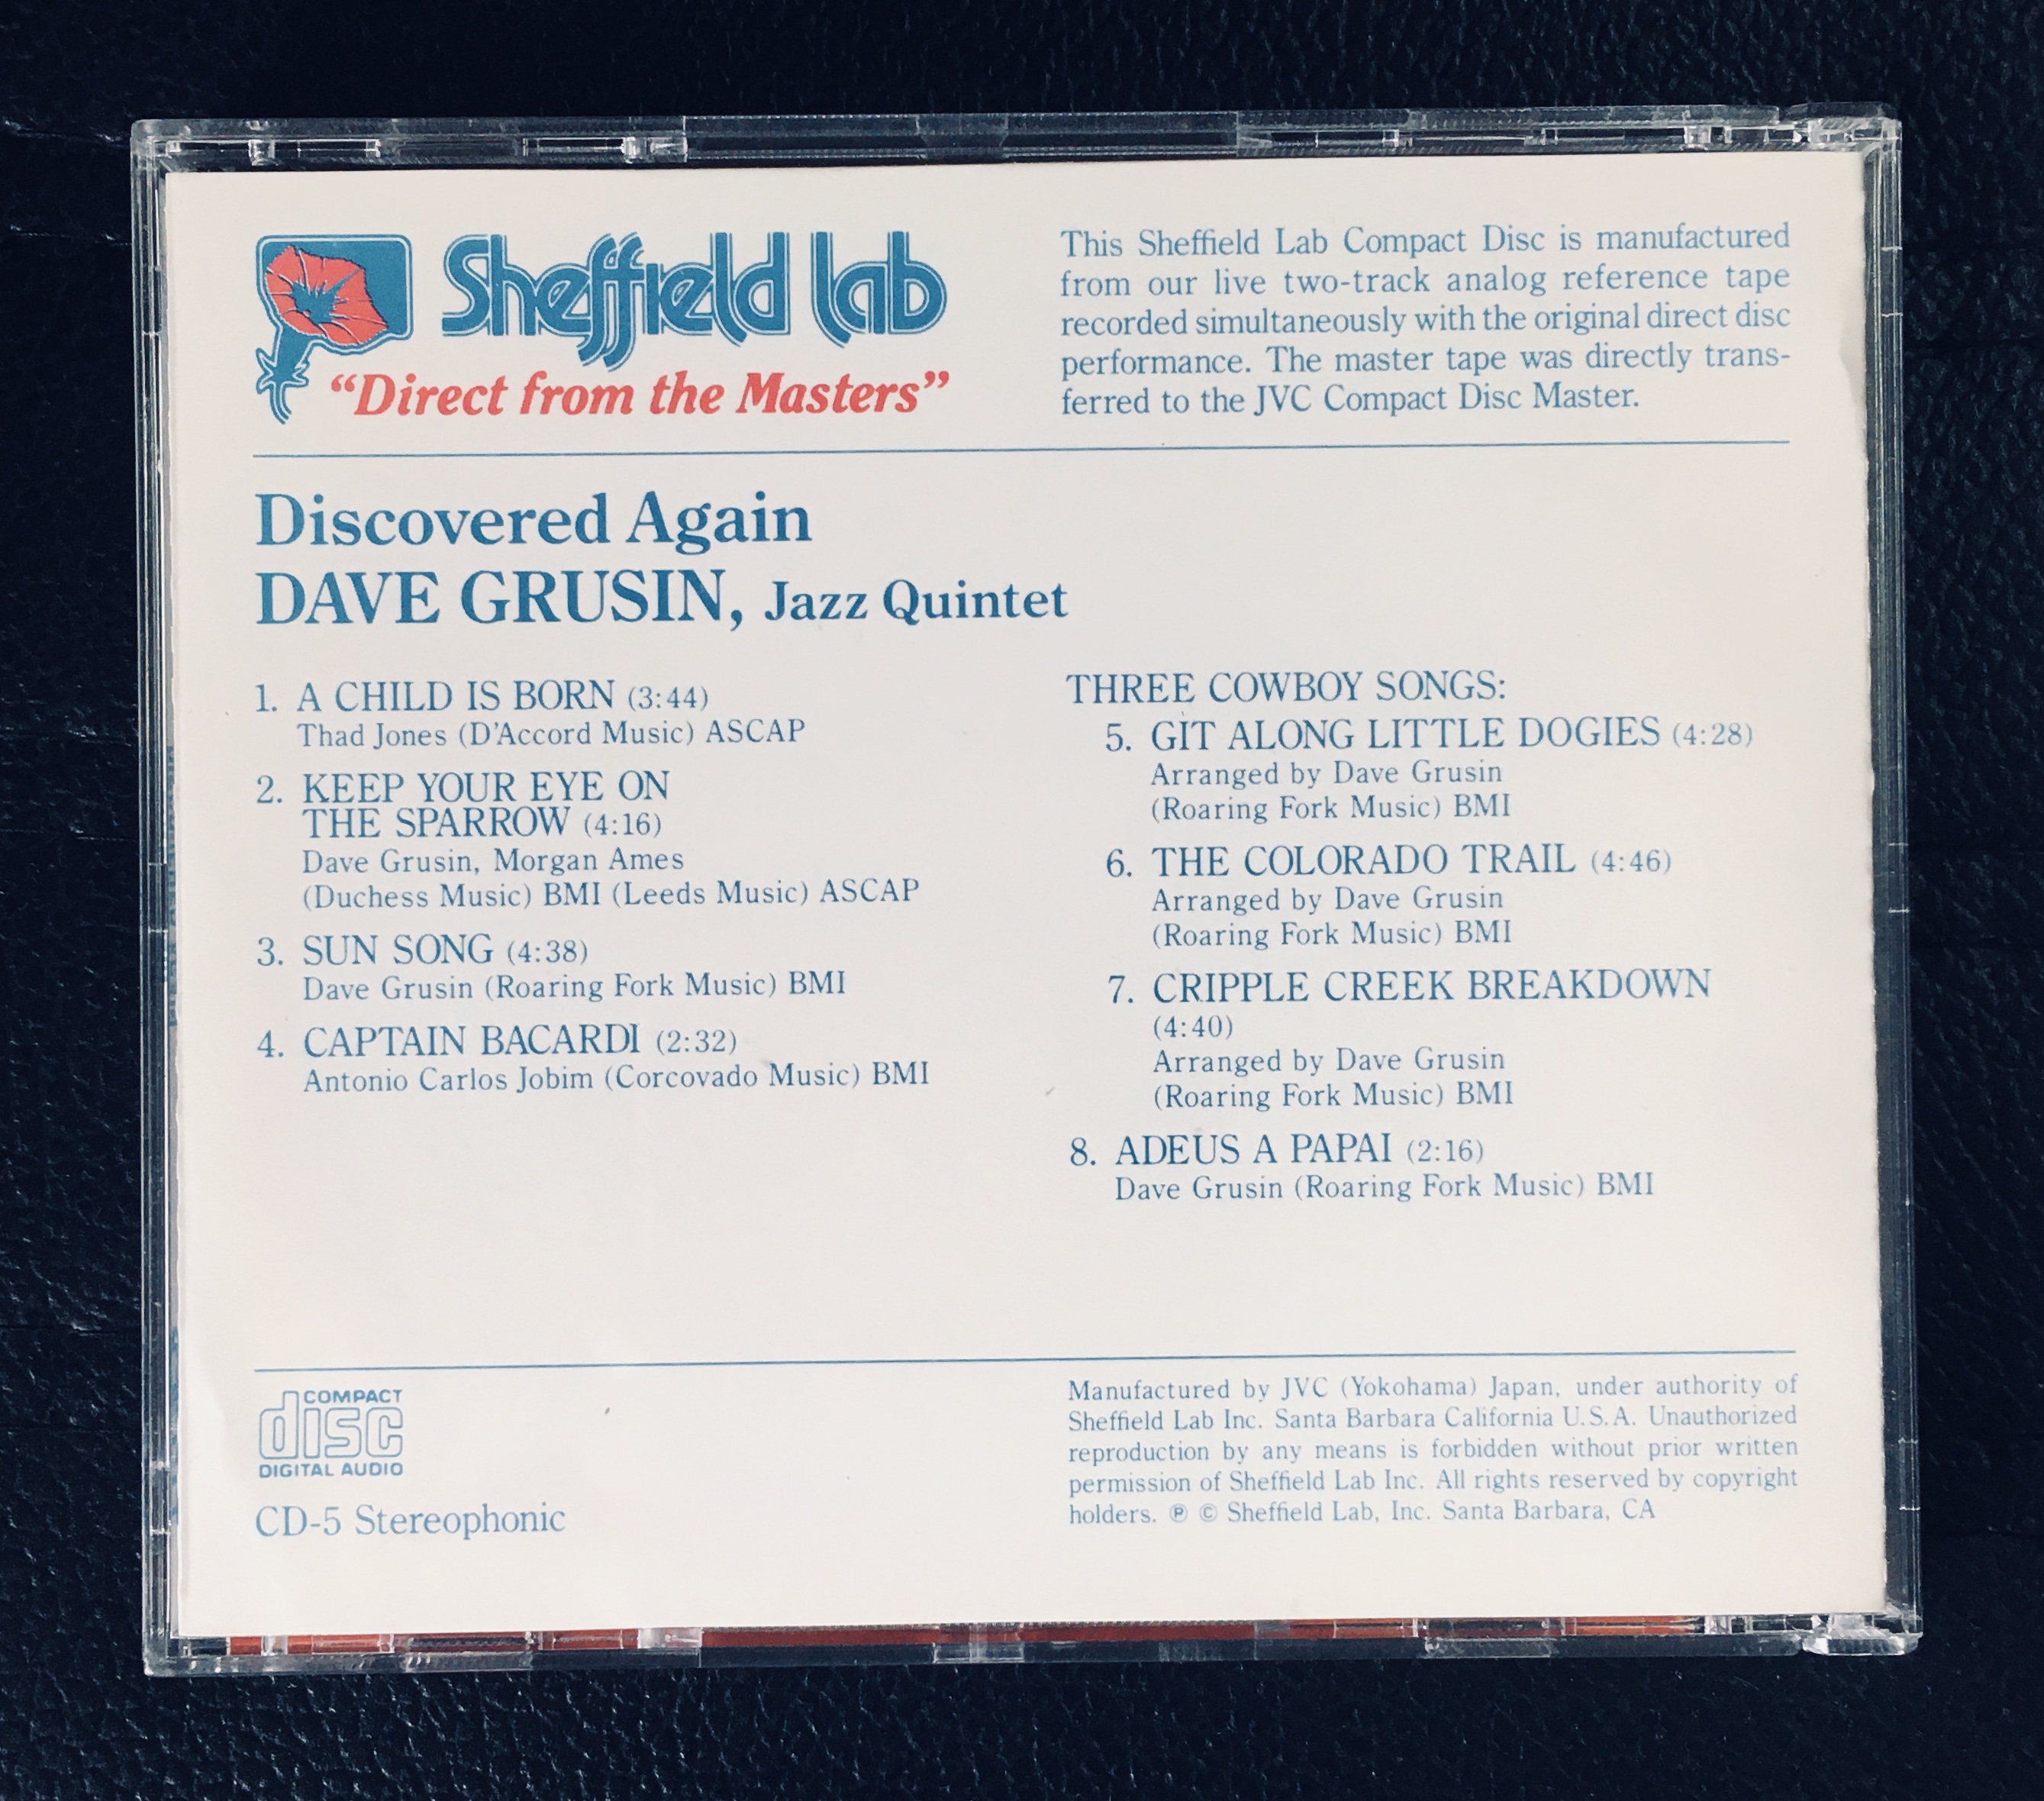 Sheffield Lab
"Direct from the Masters"
This Sheffield Lab Compact Disc is manufactured
from our live two-track analog reference tape
recorded simultaneously with the original direct disc
performance. The master tape was directly trans-
ferred to the JVC Compact Disc Master.
Discovered Again
DAVE GRUSIN, Jazz Quintet
1. A CHILD IS BORN (3:44)
Thad Jones (D'Accord Music) ASCAP
2. KEEP YOUR EYE ON
THE SPARROW (4:16)
Dave Grusin, Morgan Ames
(Duchess Music) BMI (Leeds Music) ASCAP
3. SUN SONG (4:38)
Dave Grusin (Roaring Fork Music) BMI
4. CAPTAIN BACARDI (2:32)
Antonio Carlos Jobim (Corcovado Music) BMI
THREE COWBOY SONGS:
5. GIT ALONG LITTLE DOGIES (4:28)
Arranged by Dave Grusin
(Roaring Fork Music) BMI
6. THE COLORADO TRAIL (4:46)
Arranged by Dave Grusin
(Roaring Fork Music) BMI
7. CRIPPLE CREEK BREAKDOWN
(4:40)
Arranged by Dave Grusin
(Roaring Fork Music) BMI
8. ADEUS A PAPAI (2:16)
Dave Grusin (Roaring Fork Music) BMI
COMPACT
disc
DIGITAL AUDIO
CD-5 Stereophonic
Manufactured by JVC (Yokohama) Japan, under authority of
Sheffield Lab Inc. Santa Barbara California U.S.A. Unauthorized
reproduction by any means is forbidden without prior written
permission of Sheffield Lab Inc. All rights reserved by copyright
holders. ℗ © Sheffield Lab, Inc. Santa Barbara, CA